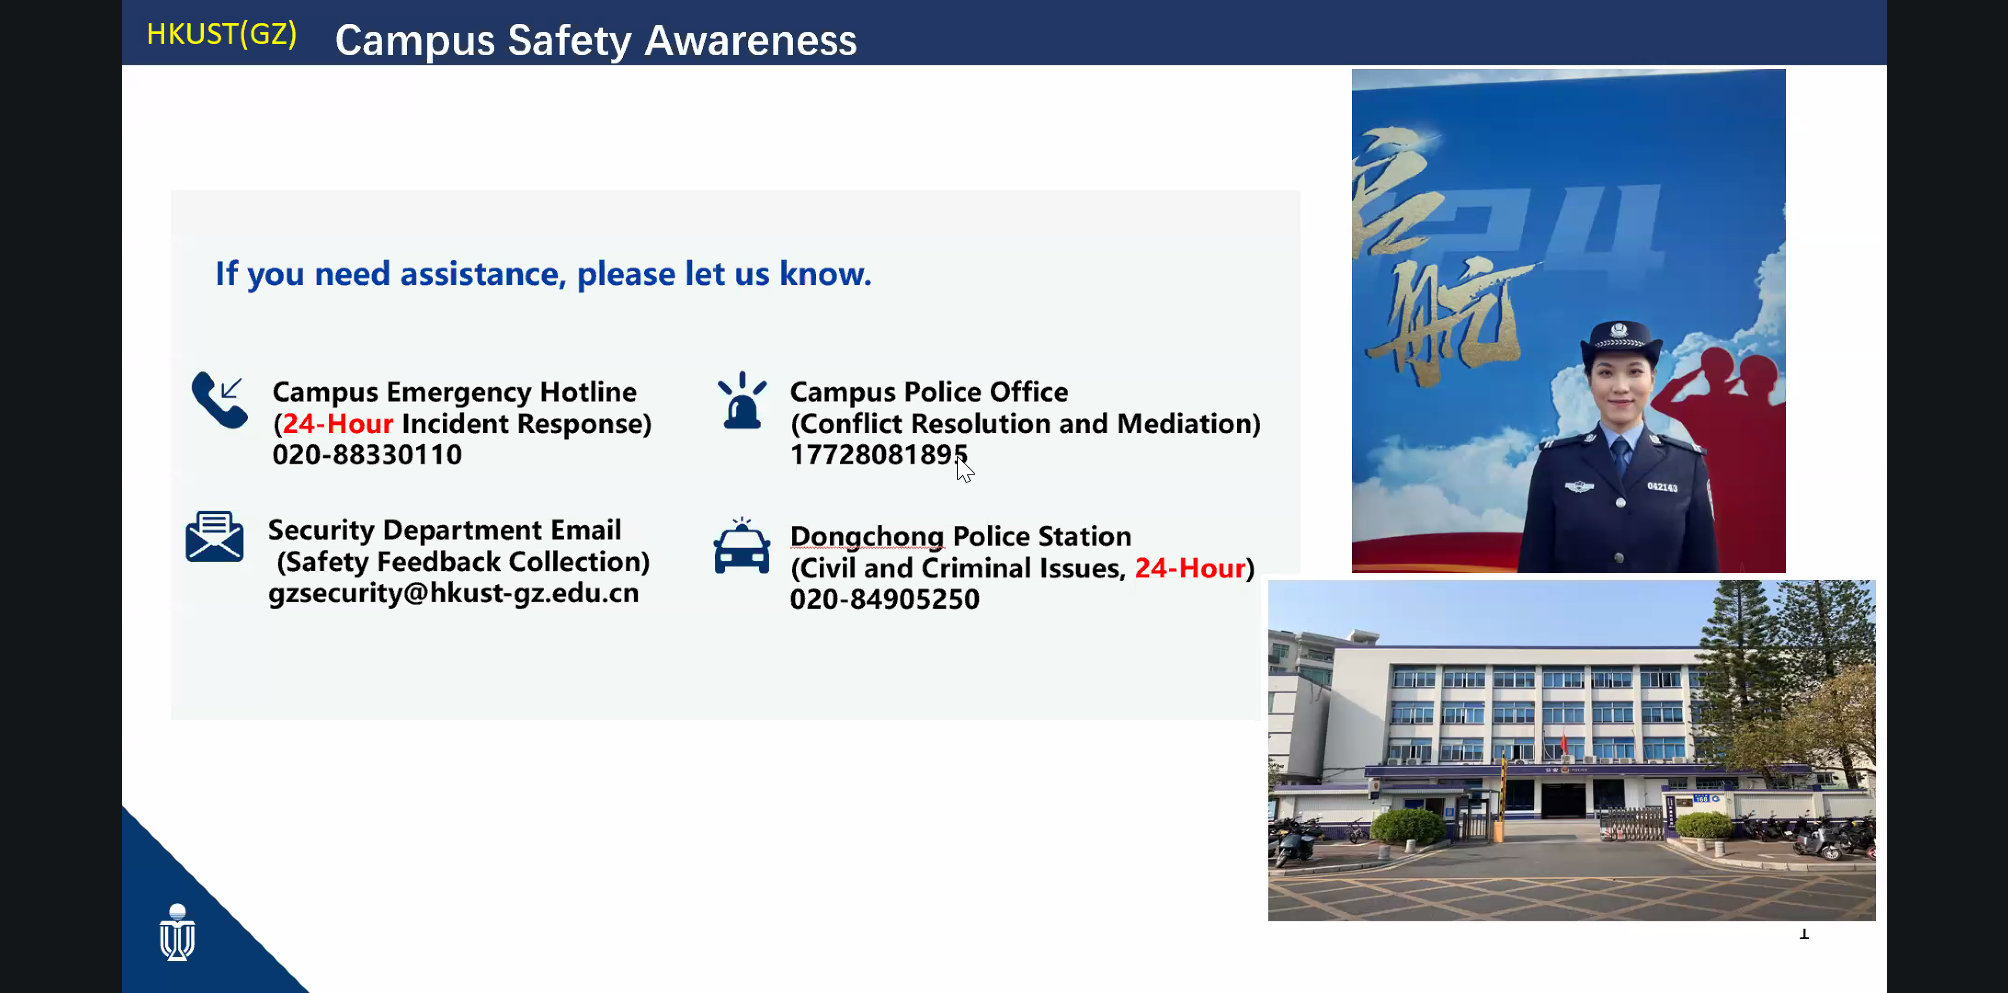 HKUST(GZ)
Campus Safety Awareness
If you need assistance, please let us know.
Campus Emergency Hotline
(24-Hour Incident Response)
020-88330110
Campus Police Office
(Conflict Resolution and Mediation)
17728081895
Security Department Email
(Safety Feedback Collection)
gzsecurity@hkust-gz.edu.cn
Dongchong Police Station
(Civil and Criminal Issues, 24-Hour)
020-84905250
24
航
042143
1